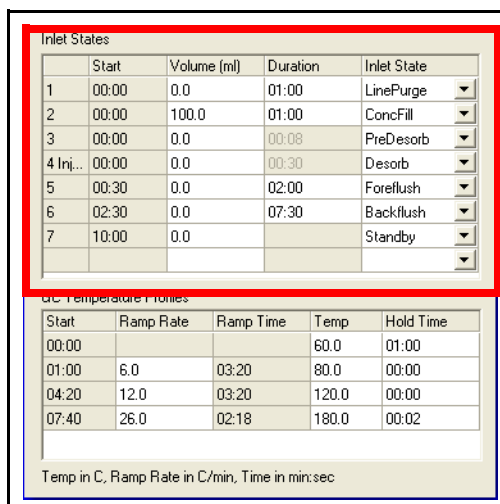 Inlet States
Start Volume (ml) Duration Inlet State
1 00:00 0.0 01:00 LinePurge
2 00:00 100.0 01:00 ConcFill
3 00:00 0.0 00:08 PreDesorb
4 Inj... 00:00 0.0 00:30 Desorb
5 00:30 0.0 02:00 Foreflush
6 02:30 0.0 07:30 Backflush
7 10:00 0.0 Standby
GC Temperature Profiles
Start Ramp Rate Ramp Time Temp Hold Time
00:00 60.0 01:00
01:00 6.0 03:20 80.0 00:00
04:20 12.0 03:20 120.0 00:00
07:40 26.0 02:18 180.0 00:02
Temp in C, Ramp Rate in C/min, Time in min:sec